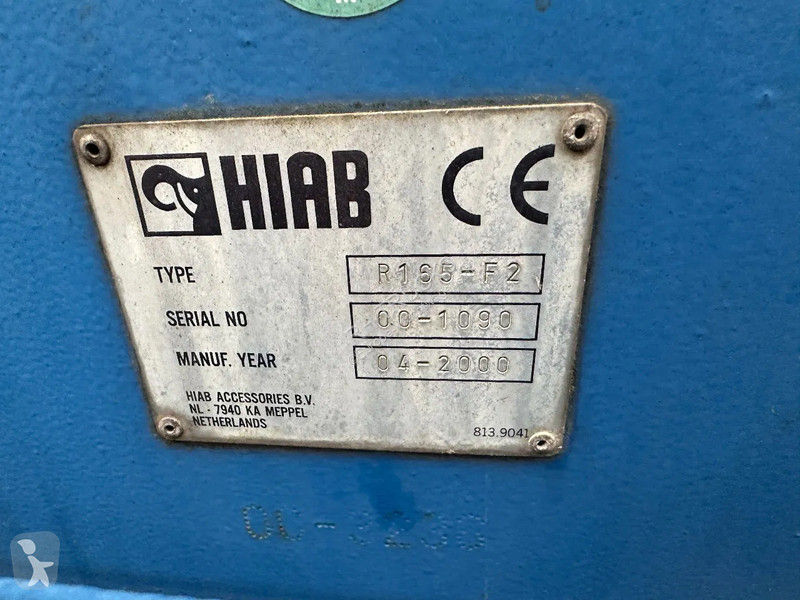 HIAB CE
TYPE R165-F2
SERIAL NO 00-1090
MANUF. YEAR 04-2000
HIAB ACCESSORIES B.V.
NL - 7940 KA MEPPEL
NETHERLANDS
813.9041